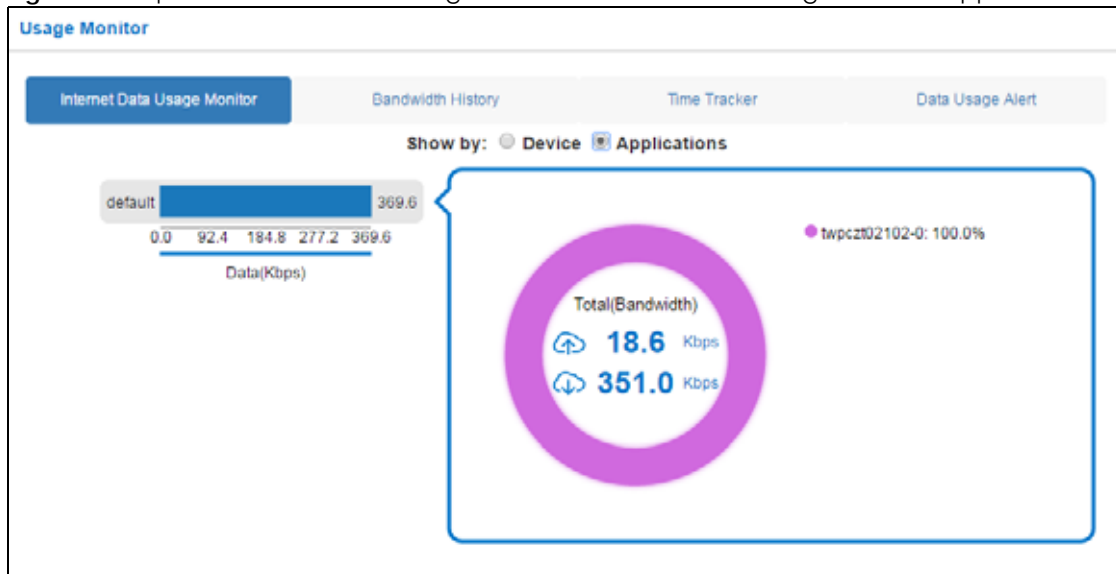 Usage Monitor
Internet Data Usage Monitor Bandwidth History Time Tracker Data Usage Alert
Show by: Device Applications
default 369.6
0.0 92.4 184.8 277.2 369.6
Data(Kbps)
twpczt02102-0: 100.0%
Total(Bandwidth)
18.6 Kbps
351.0 Kbps